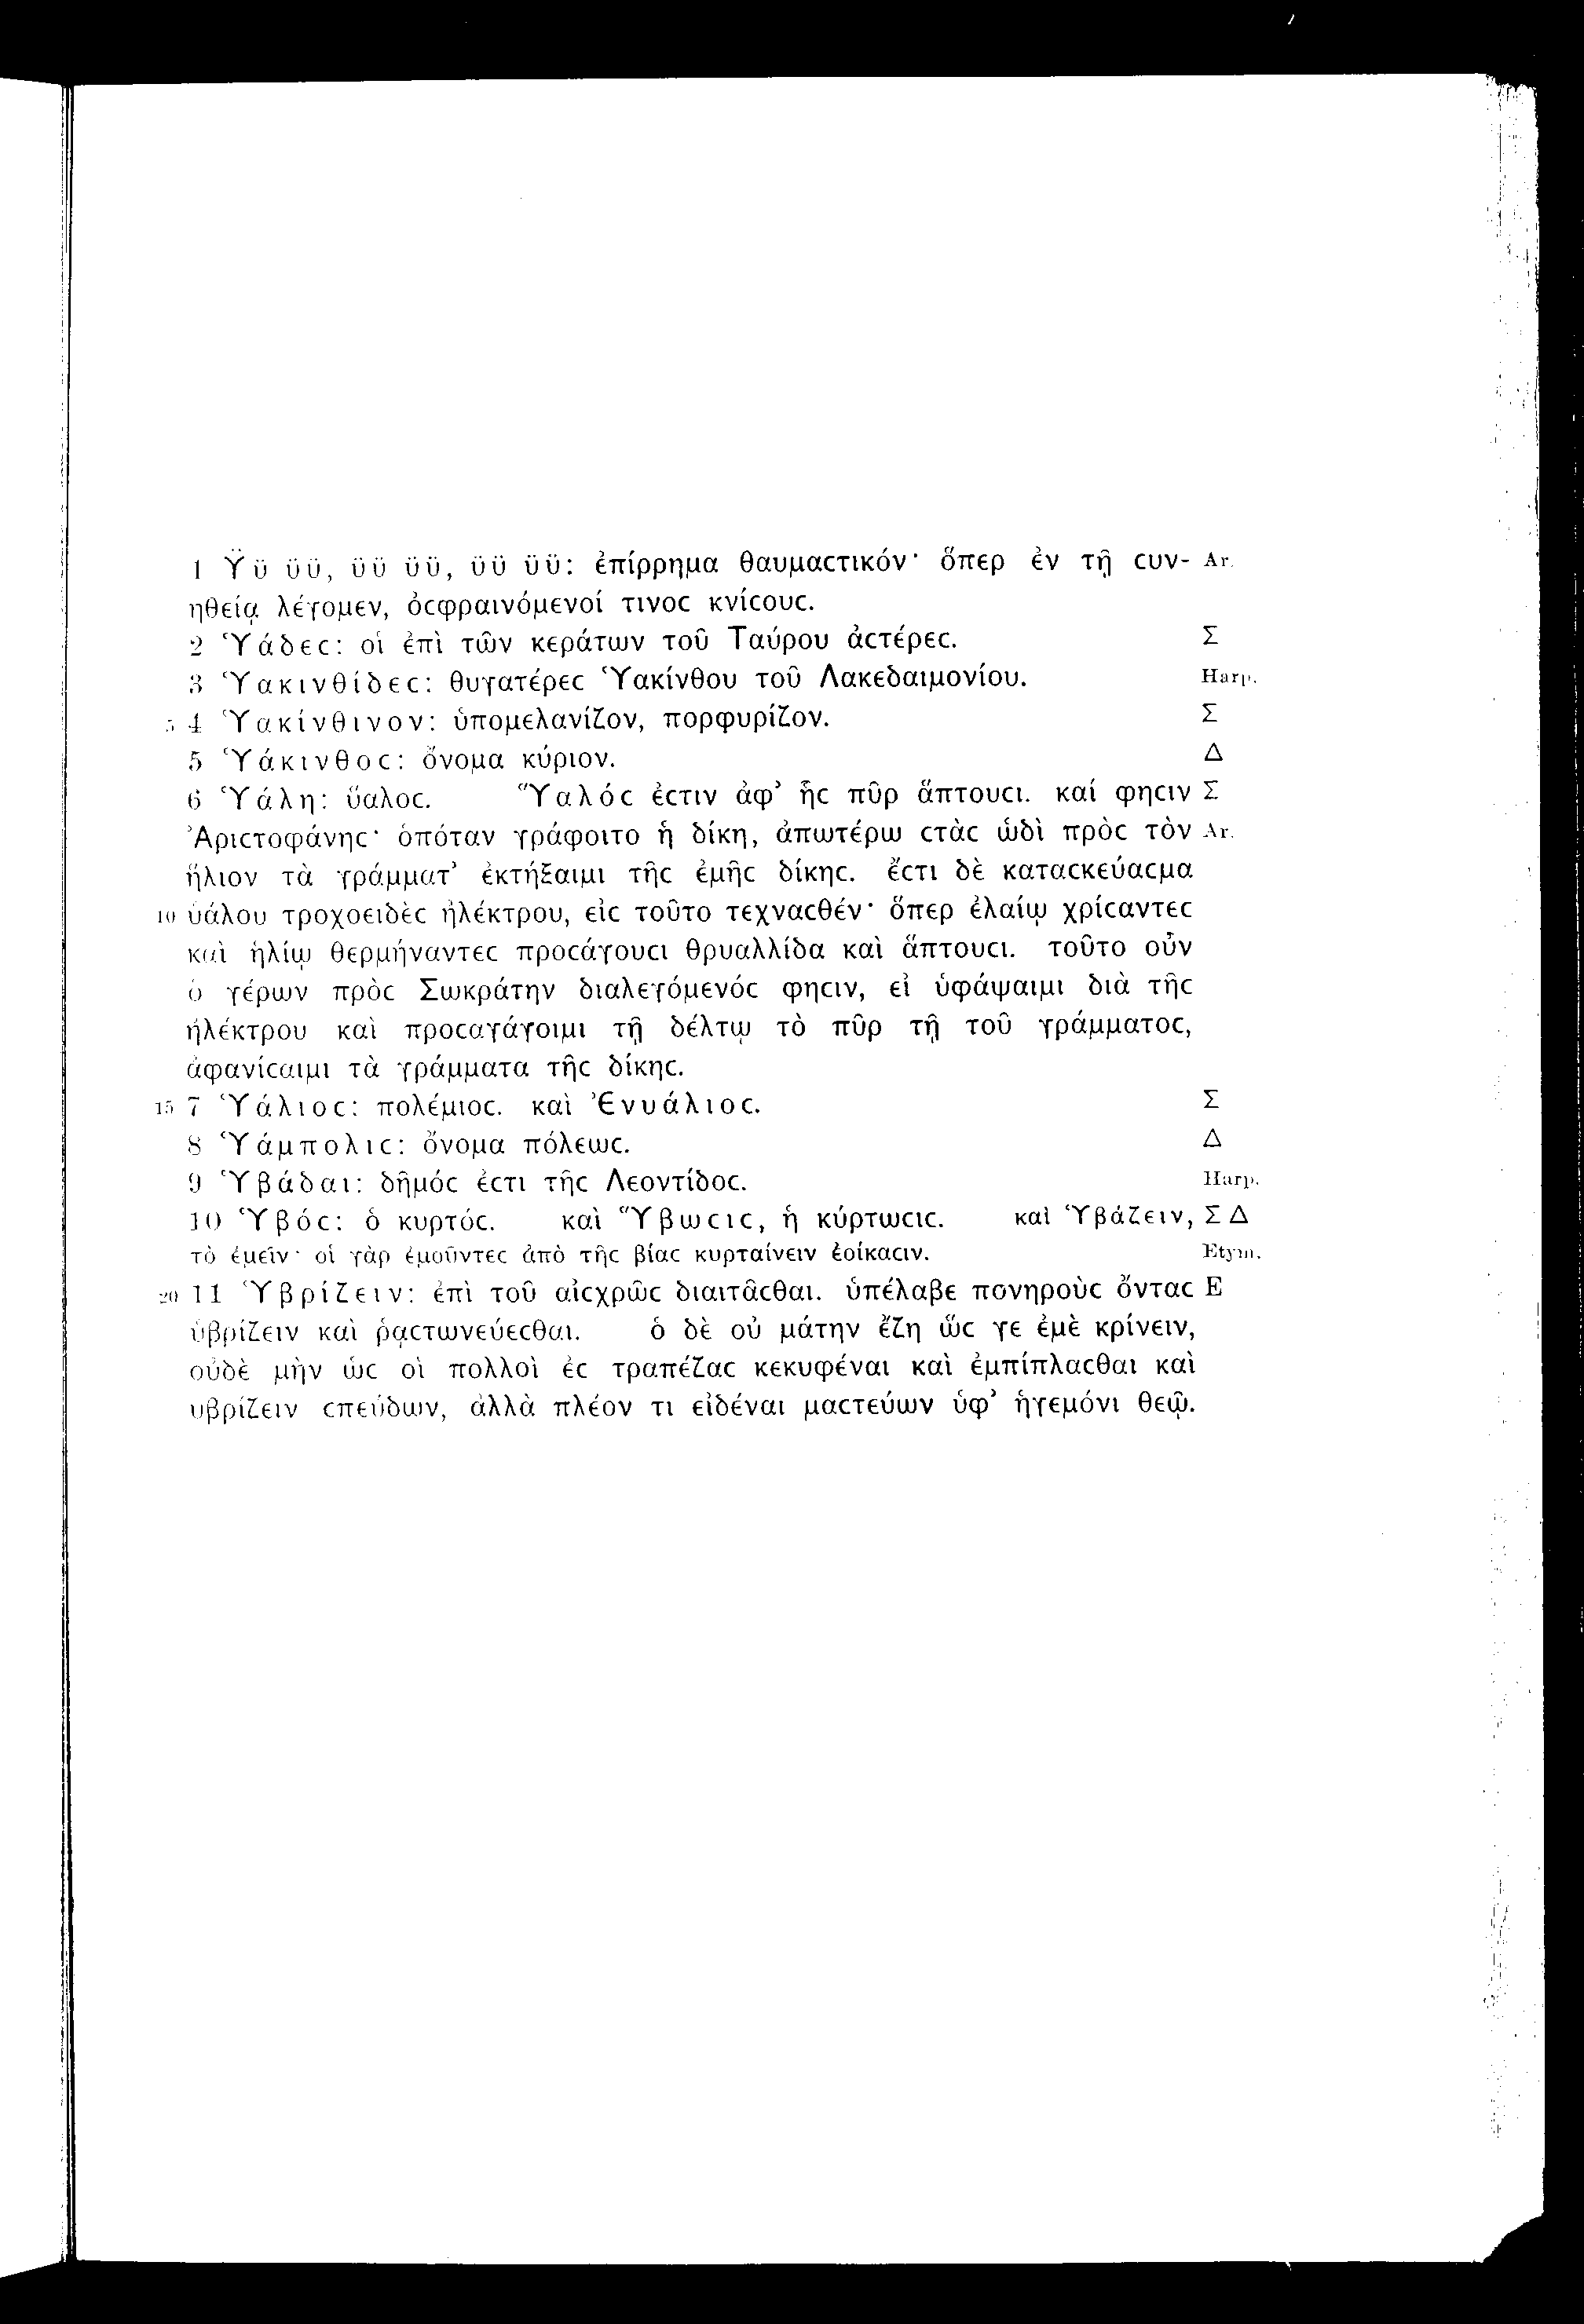 1 Ϋϋ ϋϋ, ϋϋ ϋϋ, ϋϋ ϋϋ: ἐπίρρημα θαυμαϲτικόν· ὅπερ ἐν τῇ ϲυν- Ar.
ηθείᾳ λέγομεν, ὀϲφραινόμενοί τινοϲ κνίϲουϲ.
2 Ὑάδεϲ: οἱ ἐπὶ τῶν κεράτων τοῦ Ταύρου ἀϲτέρεϲ. Σ
3 Ὑακινθίδεϲ: θυγατέρεϲ Ὑακίνθου τοῦ Λακεδαιμονίου. Harp.
5 4 Ὑακίνθινον: ὑπομελανίζον, πορφυρίζον. Σ
5 Ὑάκινθοϲ: ὄνομα κύριον. Δ
6 Ὑάλη: ὕαλοϲ. Ὕαλόϲ ἐϲτιν ἀφ’ ἧϲ πῦρ ἅπτουϲι. καί φηϲιν Σ
Ἀριϲτοφάνηϲ· ὁπόταν γράφοιτο ἡ δίκη, ἀπωτέρω ϲτὰϲ ὡδὶ πρὸϲ τὸν Ar.
ἥλιον τὰ γράμματ’ ἐκτήξαιμι τῆϲ ἐμῆϲ δίκηϲ. ἔϲτι δὲ καταϲκεύαϲμα
10 ὑάλου τροχοειδὲϲ ἠλέκτρου, εἰϲ τοῦτο τεχναϲθέν· ὅπερ ἐλαίῳ χρίϲαντεϲ
καὶ ἡλίῳ θερμήναντεϲ προϲάγουϲι θρυαλλίδα καὶ ἅπτουϲι. τοῦτο οὖν
ὁ γέρων πρὸϲ Σωκράτην διαλεγόμενόϲ φηϲιν, εἰ ὑφάψαιμι διὰ τῆϲ
ἠλέκτρου καὶ προϲαγάγοιμι τῇ δέλτῳ τὸ πῦρ τῇ τοῦ γράμματοϲ,
ἀφανίϲαιμι τὰ γράμματα τῆϲ δίκηϲ.
15 7 Ὑάλιοϲ: πολέμιοϲ. καὶ Ἐνυάλιοϲ. Σ
8 Ὑάμπολιϲ: ὄνομα πόλεωϲ. Δ
9 Ὑβάδαι: δῆμόϲ ἐϲτι τῆϲ Λεοντίδοϲ. Harp.
10 Ὑβόϲ: ὁ κυρτόϲ. καὶ Ὕβωϲιϲ, ἡ κύρτωϲιϲ. καὶ Ὑβάζειν, Σ Δ
τὸ ἐμεῖν· οἱ γὰρ ἐμοῦντεϲ ἀπὸ τῆϲ βίαϲ κυρταίνειν ἐοίκαϲιν. Etym.
20 11 Ὑβρίζειν: ἐπὶ τοῦ αἰϲχρῶϲ διαιτᾶϲθαι. ὑπέλαβε πονηροὺϲ ὄνταϲ E
ὑβρίζειν καὶ ῥᾳϲτωνεύεϲθαι. ὁ δὲ οὐ μάτην ἔζη ὥϲ γε ἐμὲ κρίνειν,
οὐδὲ μὴν ὡϲ οἱ πολλοὶ ἐϲ τραπέζαϲ κεκυφέναι καὶ ἐμπίπλαϲθαι καὶ
ὑβρίζειν ϲπεύδων, ἀλλὰ πλέον τι εἰδέναι μαϲτεύων ὑφ’ ἡγεμόνι θεῷ.